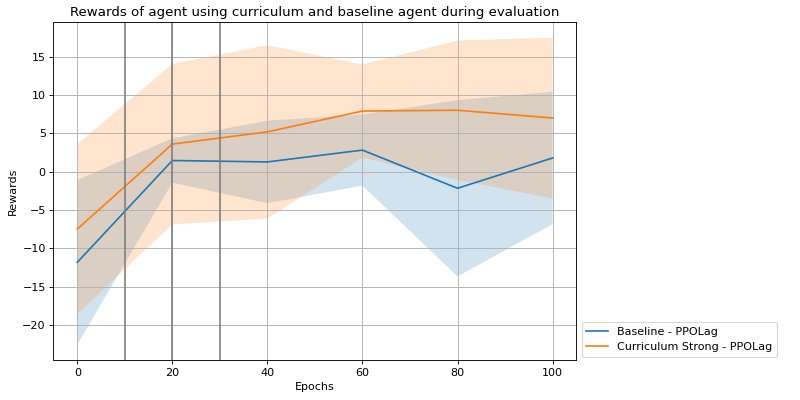 Rewards of agent using curriculum and baseline agent during evaluation
15
10
5
0
−5
−10
−15
−20
Rewards
0 20 40 60 80 100
Epochs
Baseline - PPOLag
Curriculum Strong - PPOLag